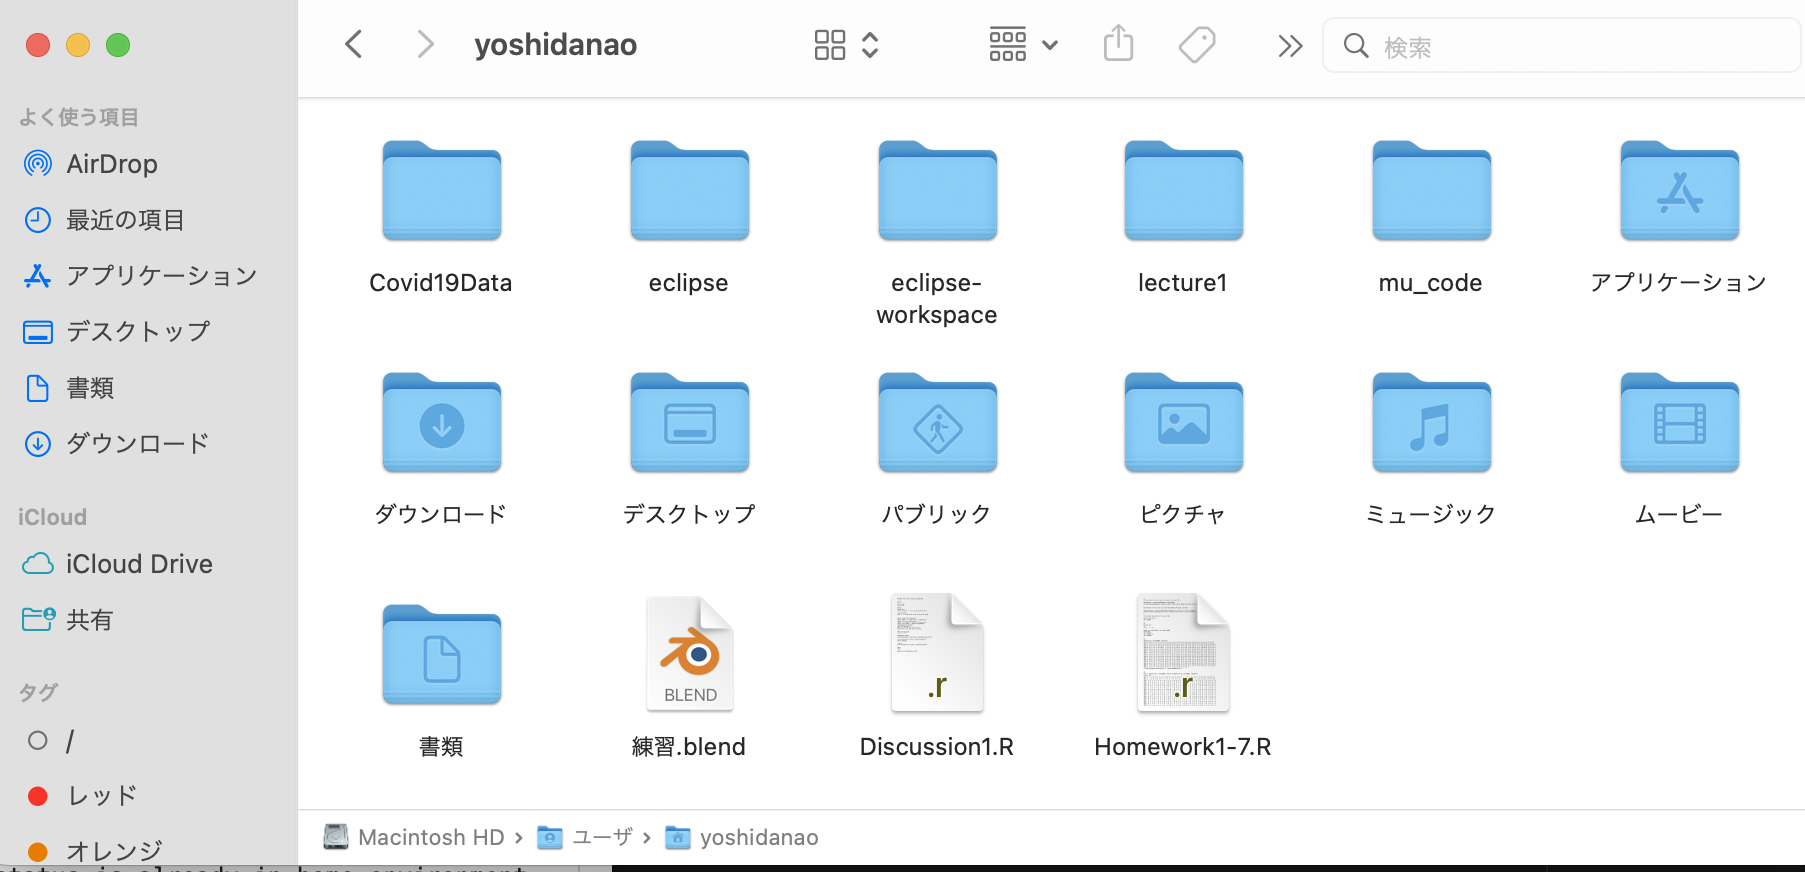 yoshidanao
検索
よく使う項目
AirDrop
最近の項目
アプリケーション
デスクトップ
書類
ダウンロード
iCloud
iCloud Drive
共有
タグ
/
レッド
オレンジ
Covid19Data
eclipse
eclipse-
workspace
lecture1
mu_code
アプリケーション
ダウンロード
デスクトップ
パブリック
ピクチャ
ミュージック
ムービー
書類
BLEND
練習.blend
.r
Discussion1.R
.r
Homework1-7.R
Macintosh HD › ユーザ › yoshidanao